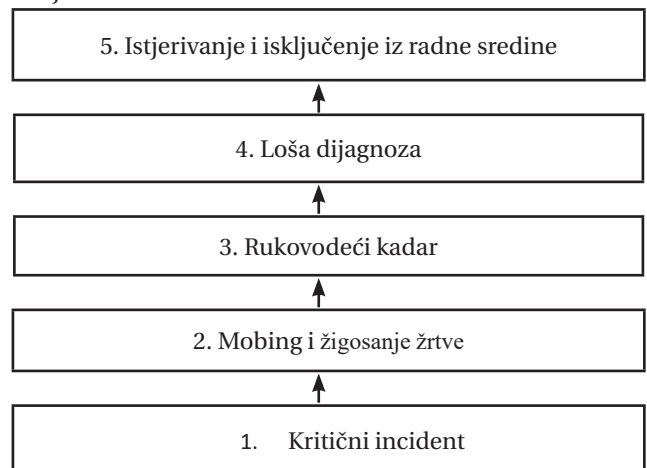 5. Istjerivanje i isključenje iz radne sredine
4. Loša dijagnoza
3. Rukovodeći kadar
2. Mobing i žigosanje žrtve
1. Kritični incident